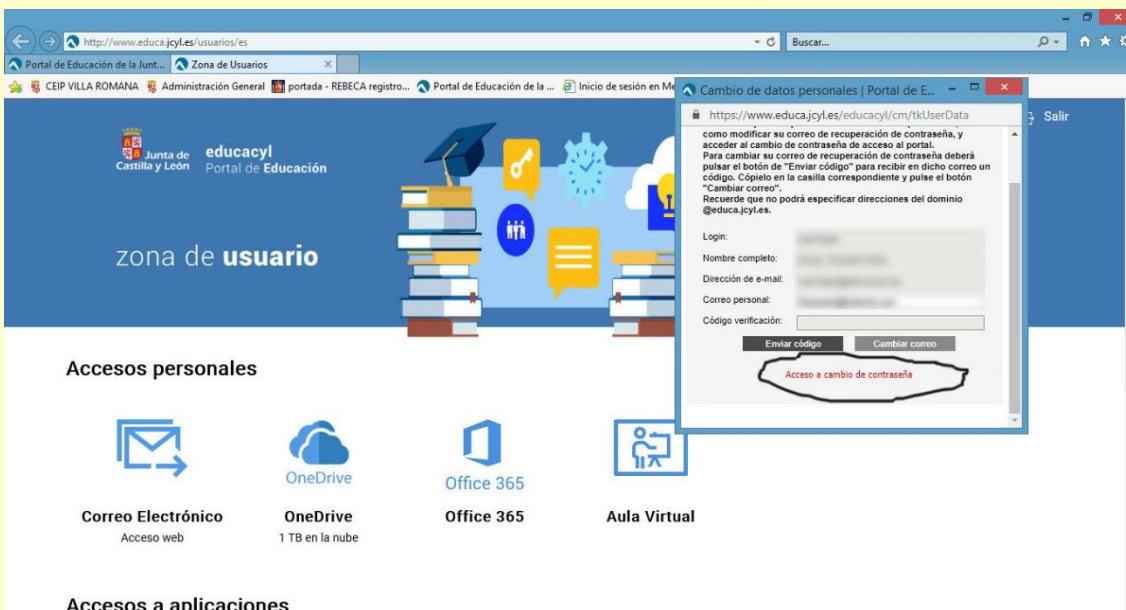 http://www.educa.jcyl.es/usuarios/es
Buscar...
Portal de Educación de la Junt...
Zona de Usuarios
CEIP VILLA ROMANA
Administración General
portada - REBECA registro...
Portal de Educación de la ...
Inicio de sesión en Me
Salir
Junta de
Castilla y León
educacyl
Portal de Educación
zona de usuario
Cambio de datos personales | Portal de E...
https://www.educa.jcyl.es/educacyl/cm/tkUserData
como modificar su correo de recuperación de contraseña, y
acceder al cambio de contraseña de acceso al portal.
Para cambiar su correo de recuperación de contraseña deberá
pulsar el botón de "Enviar código" para recibir en dicho correo un
código. Cópielo en la casilla correspondiente y pulse el botón
"Cambiar correo".
Recuerde que no podrá especificar direcciones del dominio
@educa.jcyl.es.
Login:
Nombre completo:
Dirección de e-mail:
Correo personal:
Código verificación:
Enviar código
Cambiar correo
Acceso a cambio de contraseña
Accesos personales
OneDrive
Office 365
Correo Electrónico
Acceso web
OneDrive
1 TB en la nube
Office 365
Aula Virtual
Accesos a aplicaciones